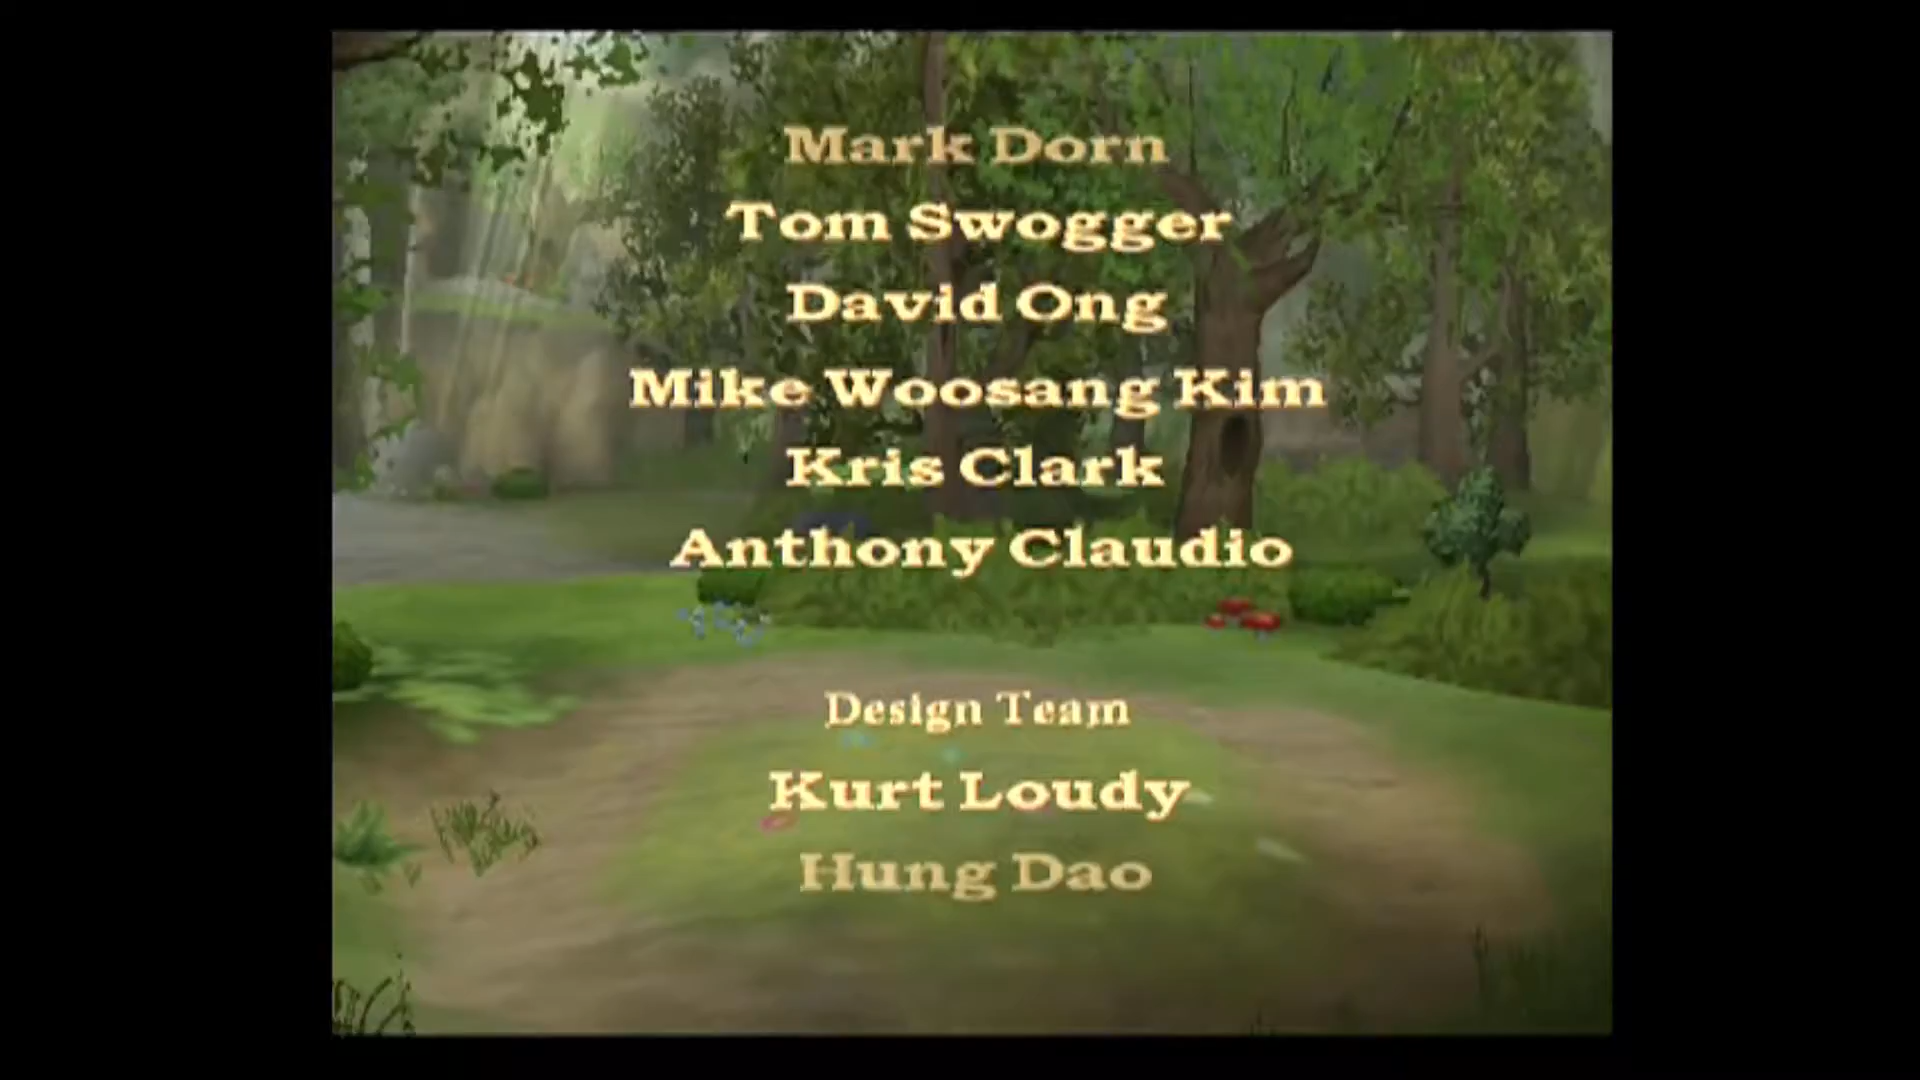 Mark Dorn
Tom Swogger
David Ong
Mike Woosang Kim
Kris Clark
Anthony Claudio
Design Team
Kurt Loudy
Hung Dao